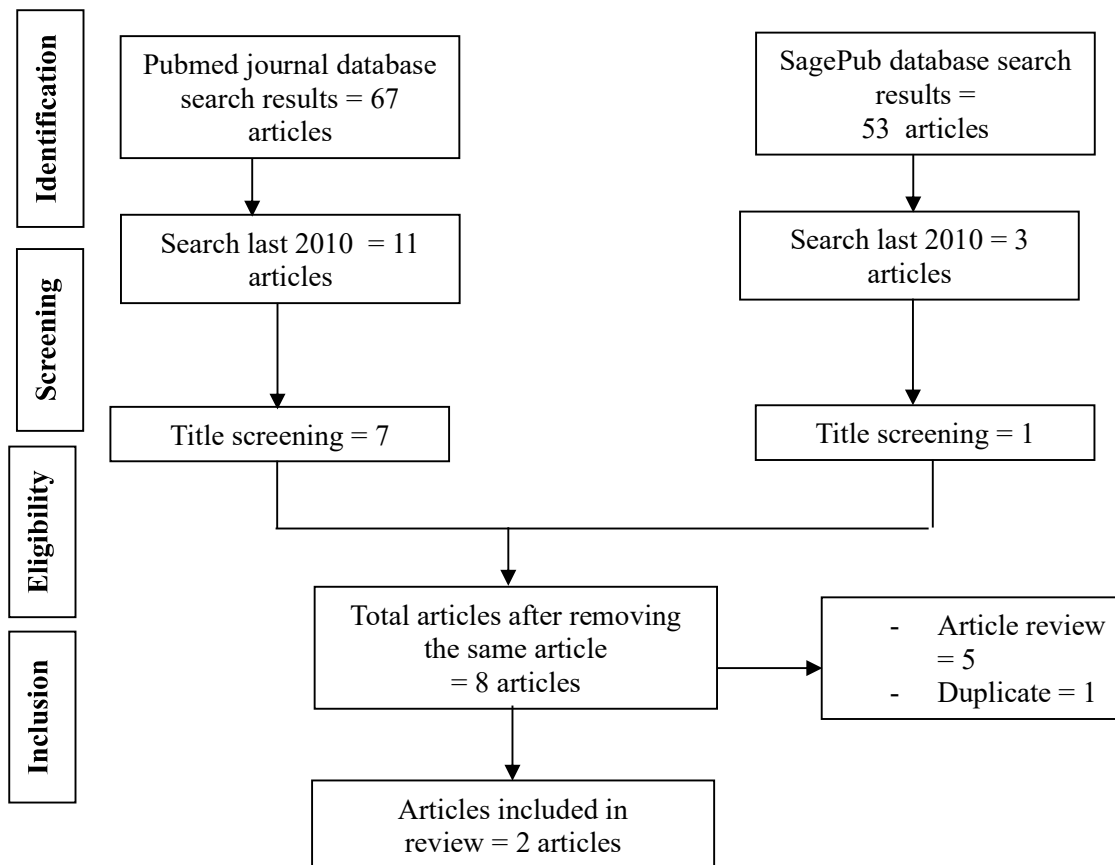 Identification
Pubmed journal database
search results = 67
articles
SagePub database search
results =
53 articles
Search last 2010 = 11
articles
Search last 2010 = 3
articles
Screening
Title screening = 7
Title screening = 1
Eligibility
Total articles after removing
the same article
= 8 articles
- Article review
= 5
- Duplicate = 1
Inclusion
Articles included in
review = 2 articles